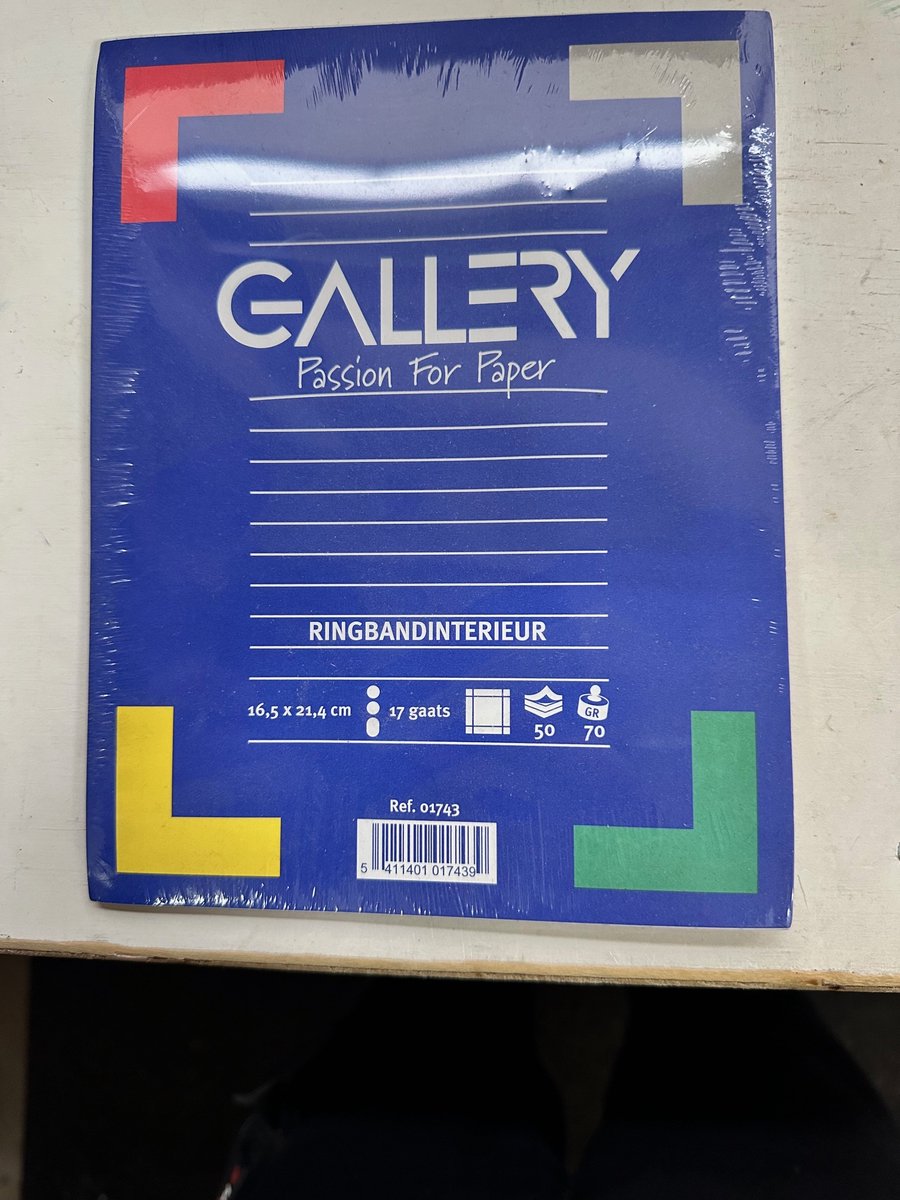 GALLERY
Passion For Paper
RINGBANDINTERIEUR
16,5 x 21,4 cm 17 gaats 50 GR 70
Ref. 01743
5 411401 017439